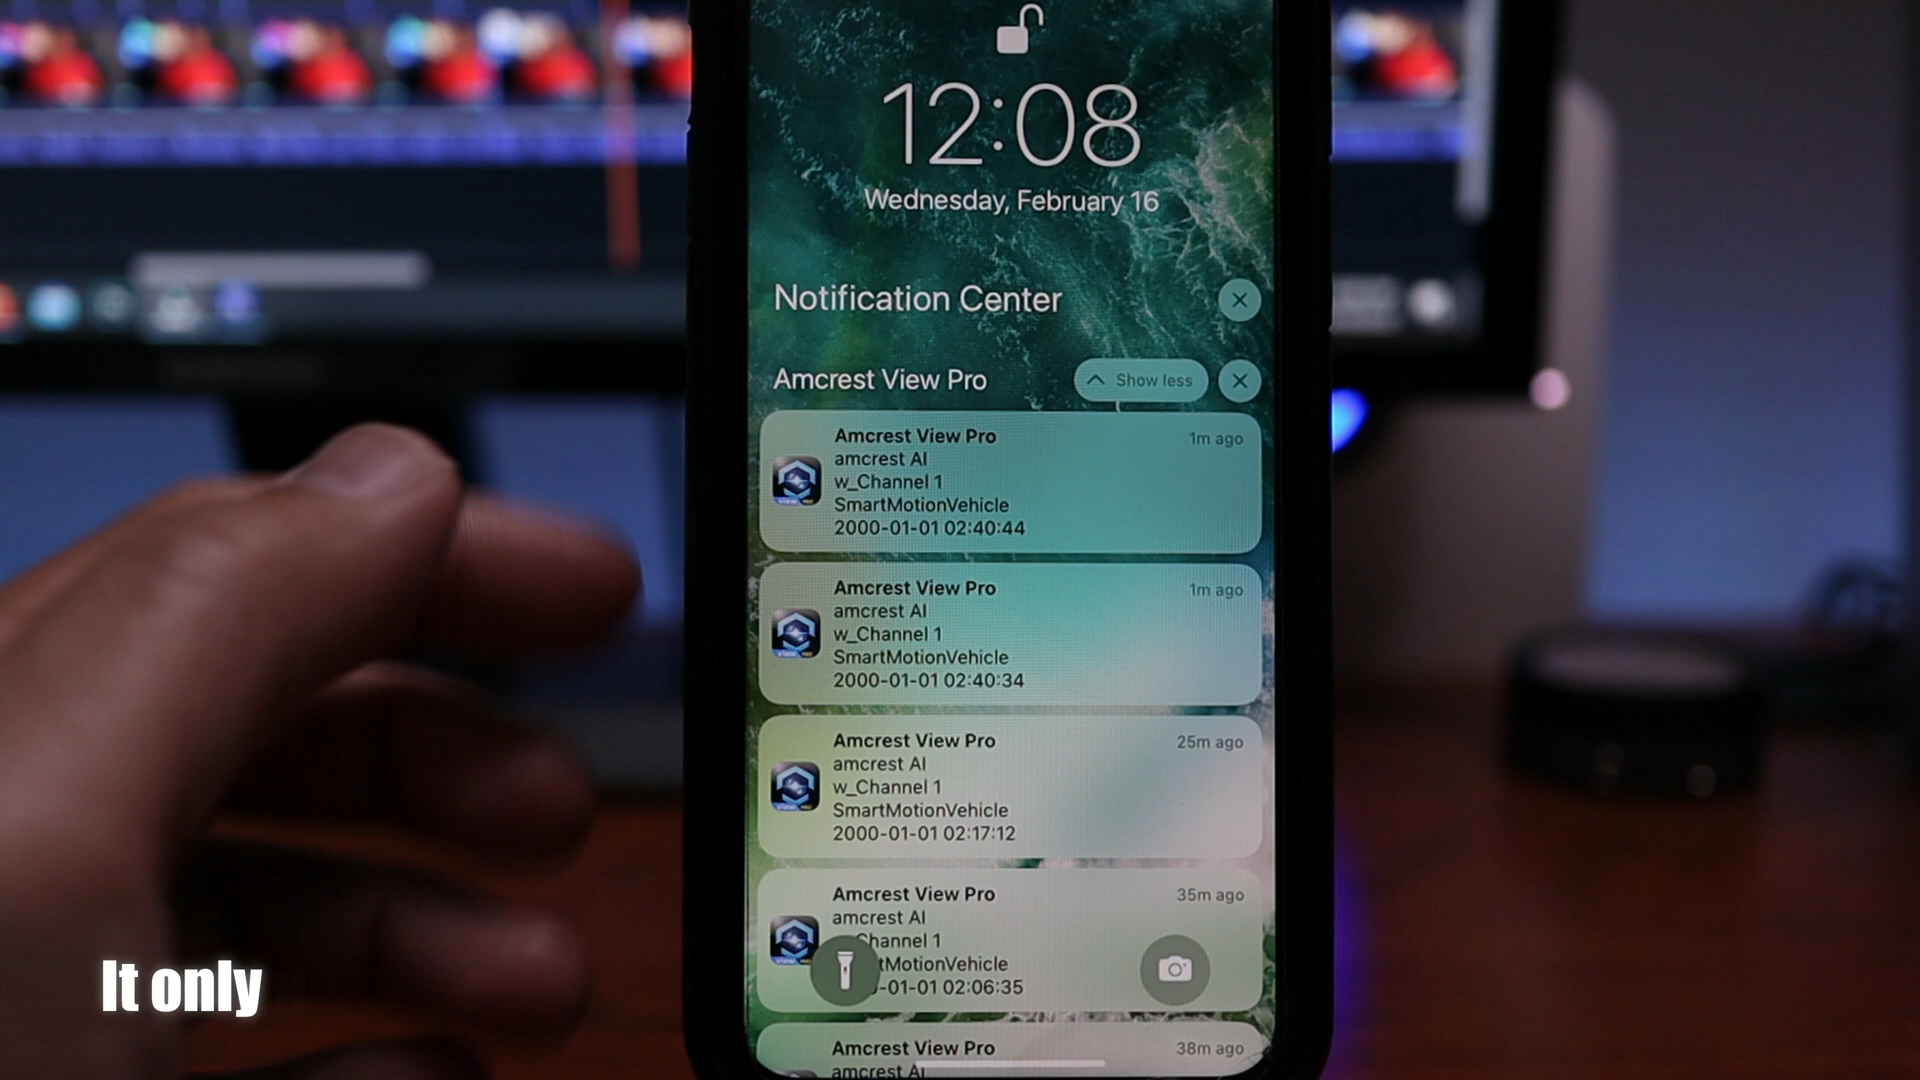 12:08
Wednesday, February 16
Notification Center
Amcrest View Pro
Show less
Amcrest View Pro
1m ago
amcrest AI
w_Channel 1
SmartMotionVehicle
2000-01-01 02:40:44
Amcrest View Pro
1m ago
amcrest AI
w_Channel 1
SmartMotionVehicle
2000-01-01 02:40:34
Amcrest View Pro
25m ago
amcrest AI
w_Channel 1
SmartMotionVehicle
2000-01-01 02:17:12
Amcrest View Pro
35m ago
amcrest AI
Channel 1
tMotionVehicle
-01-01 02:06:35
Amcrest View Pro
38m ago
amcrest AI
It only